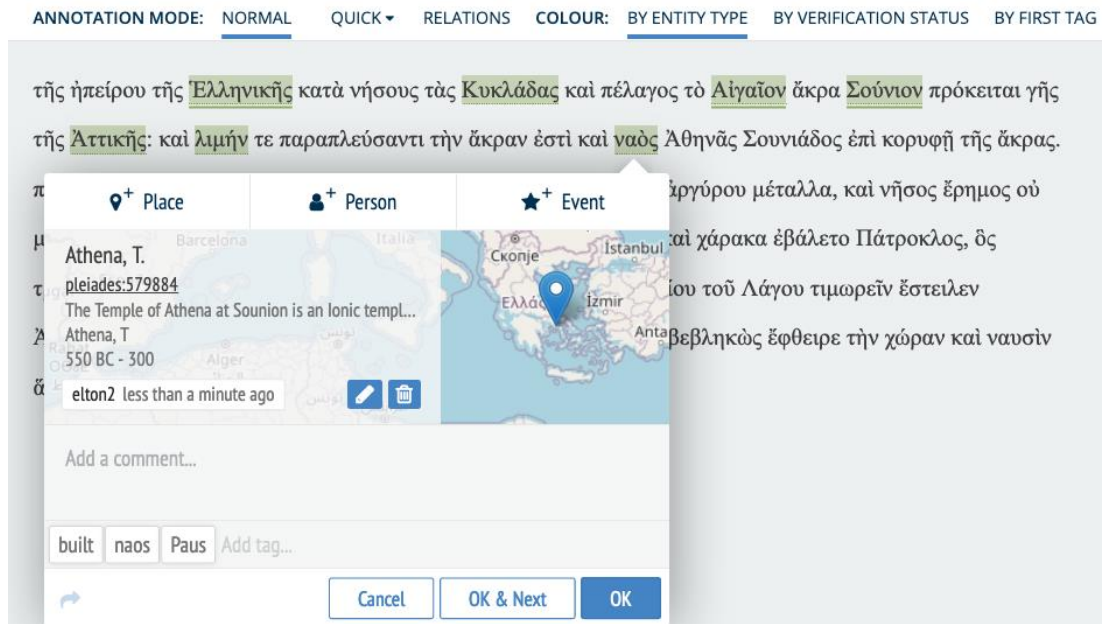 ANNOTATION MODE: NORMAL QUICK RELATIONS COLOUR: BY ENTITY TYPE BY VERIFICATION STATUS BY FIRST TAG
τῆς ἠπείρου τῆς Ἑλληνικῆς κατὰ νήσους τὰς Κυκλάδας καὶ πέλαγος τὸ Αἰγαῖον ἄκρα Σούνιον πρόκειται γῆς
τῆς Ἀττικῆς: καὶ λιμήν τε παραπλεύσαντι τὴν ἄκραν ἐστὶ καὶ ναὸς Ἀθηνᾶς Σουνιάδος ἐπὶ κορυφῇ τῆς ἄκρας.
ἀργύρου μέταλλα, καὶ νῆσος ἔρημος οὐ
καὶ χάρακα ἐβάλετο Πάτροκλος, ὃς
τοῦ Λάγου τιμωρεῖν ἔστειλεν
βεβληκὼς ἔφθειρε τὴν χώραν καὶ ναυσὶν
Place Person Event
Barcelona Italia
Скопје İstanbul
Ελλάς İzmir
Anta
Alger تونس
Athena, T.
pleiades:579884
The Temple of Athena at Sounion is an Ionic templ...
Athena, T
550 BC - 300
elton2 less than a minute ago
Add a comment...
built naos Paus Add tag...
Cancel OK & Next OK